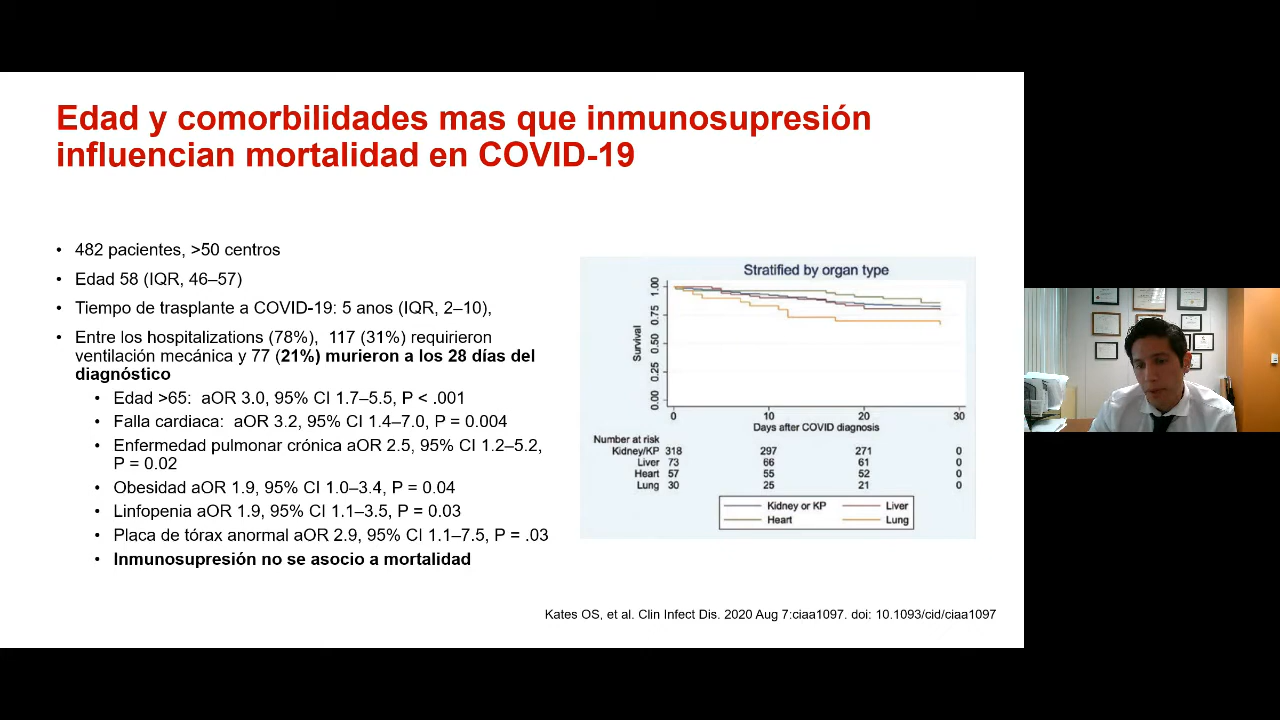 Edad y comorbilidades mas que inmunosupresión
influencian mortalidad en COVID-19
• 482 pacientes, >50 centros
• Edad 58 (IQR, 46–57)
• Tiempo de trasplante a COVID-19: 5 anos (IQR, 2–10),
• Entre los hospitalizations (78%), 117 (31%) requirieron
ventilación mecánica y 77 (21%) murieron a los 28 días del
diagnóstico
• Edad >65: aOR 3.0, 95% CI 1.7–5.5, P < .001
• Falla cardiaca: aOR 3.2, 95% CI 1.4–7.0, P = 0.004
• Enfermedad pulmonar crónica aOR 2.5, 95% CI 1.2–5.2,
P = 0.02
• Obesidad aOR 1.9, 95% CI 1.0–3.4, P = 0.04
• Linfopenia aOR 1.9, 95% CI 1.1–3.5, P = 0.03
• Placa de tórax anormal aOR 2.9, 95% CI 1.1–7.5, P = .03
• Inmunosupresión no se asocio a mortalidad
Stratified by organ type
Survival
1.00
0.75
0.50
0.25
0.00
0 10 20 30
Days after COVID diagnosis
Number at risk
Kidney/KP 318 297 271 0
Liver 73 66 61 0
Heart 57 55 52 0
Lung 30 25 21 0
Kidney or KP Liver
Heart Lung
Kates OS, et al. Clin Infect Dis. 2020 Aug 7:ciaa1097. doi: 10.1093/cid/ciaa1097